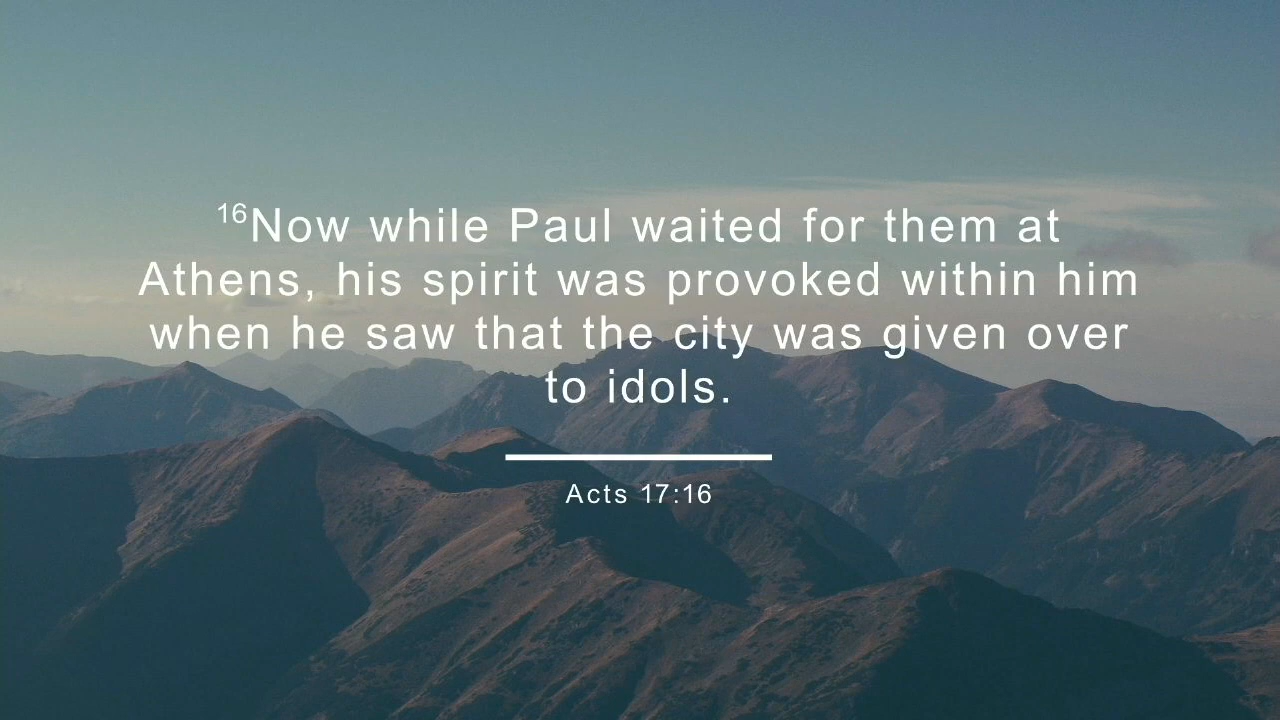 16Now while Paul waited for them at
Athens, his spirit was provoked within him
when he saw that the city was given over
to idols.
Acts 17:16